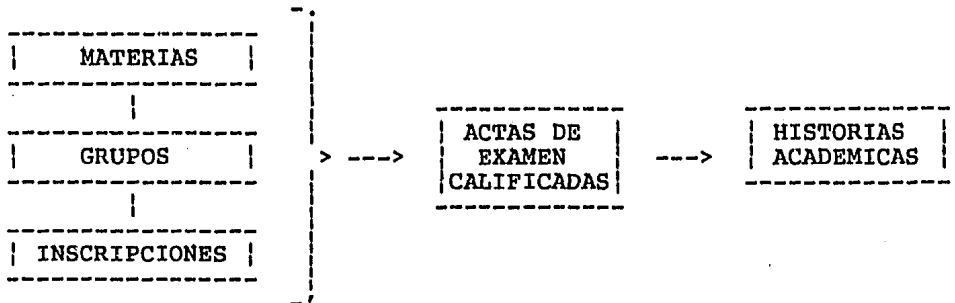 MATERIAS
GRUPOS
INSCRIPCIONES
ACTAS DE
EXAMEN
CALIFICADAS
HISTORIAS
ACADEMICAS